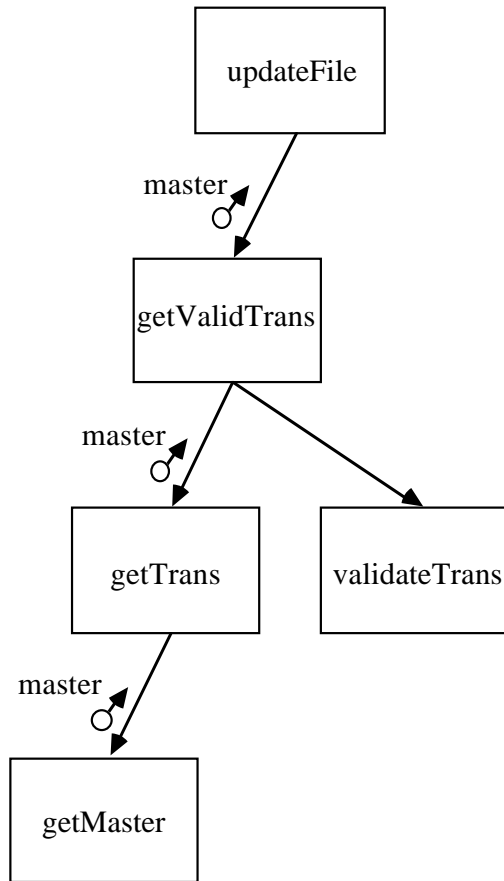 updateFile
master
getValidTrans
master
getTrans
validateTrans
master
getMaster